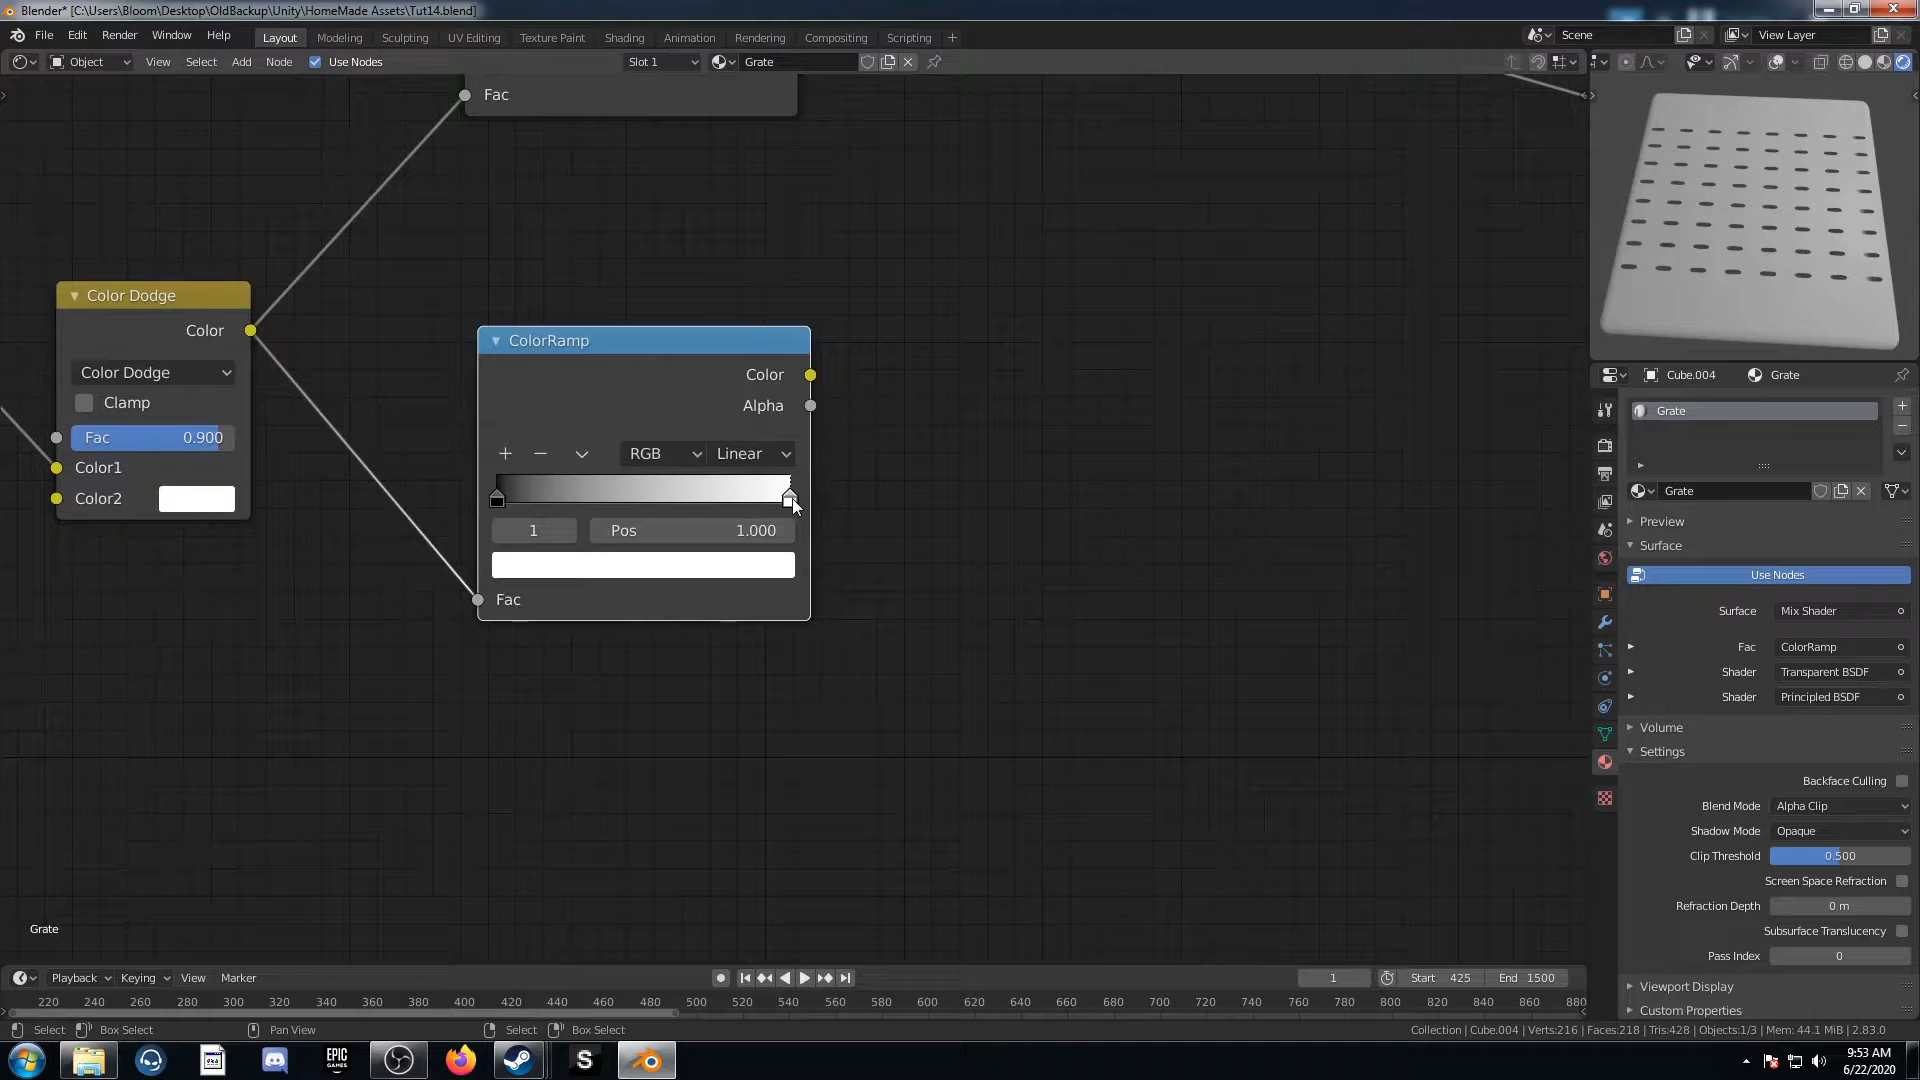 Blender* [C:\Users\Bloom\Desktop\OldBackup\Unity\HomeMade Assets\Tut14.blend]
File Edit Render Window Help Layout Modeling Sculpting UV Editing Texture Paint Shading Animation Rendering Compositing Scripting + Scene View Layer
Object View Select Add Node Use Nodes Slot 1 Grate
Fac
Color Dodge
Color
Color Dodge
Clamp
Fac 0.900
Color1
Color2
ColorRamp
Color
Alpha
RGB Linear
1 Pos 1.000
Fac
Cube.004 Grate
Grate
Grate
Preview
Surface
Use Nodes
Surface Mix Shader
Fac ColorRamp
Shader Transparent BSDF
Shader Principled BSDF
Volume
Settings
Backface Culling
Blend Mode Alpha Clip
Shadow Mode Opaque
Clip Threshold 0.500
Screen Space Refraction
Refraction Depth 0 m
Subsurface Translucency
Pass Index 0
Viewport Display
Custom Properties
Grate
Playback Keying View Marker 1 Start 425 End 1500
220 240 260 280 300 320 340 360 380 400 420 440 460 480 500 520 540 560 580 600 620 640 660 680 700 720 740 760 780 800 820 840 860 880
Select Box Select Pan View Select Box Select Collection | Cube.004 | Verts:216 | Faces:218 | Tris:428 | Objects:1/3 | Mem: 44.1 MiB | 2.83.0
EPIC GAMES
S
9:53 AM
6/22/2020